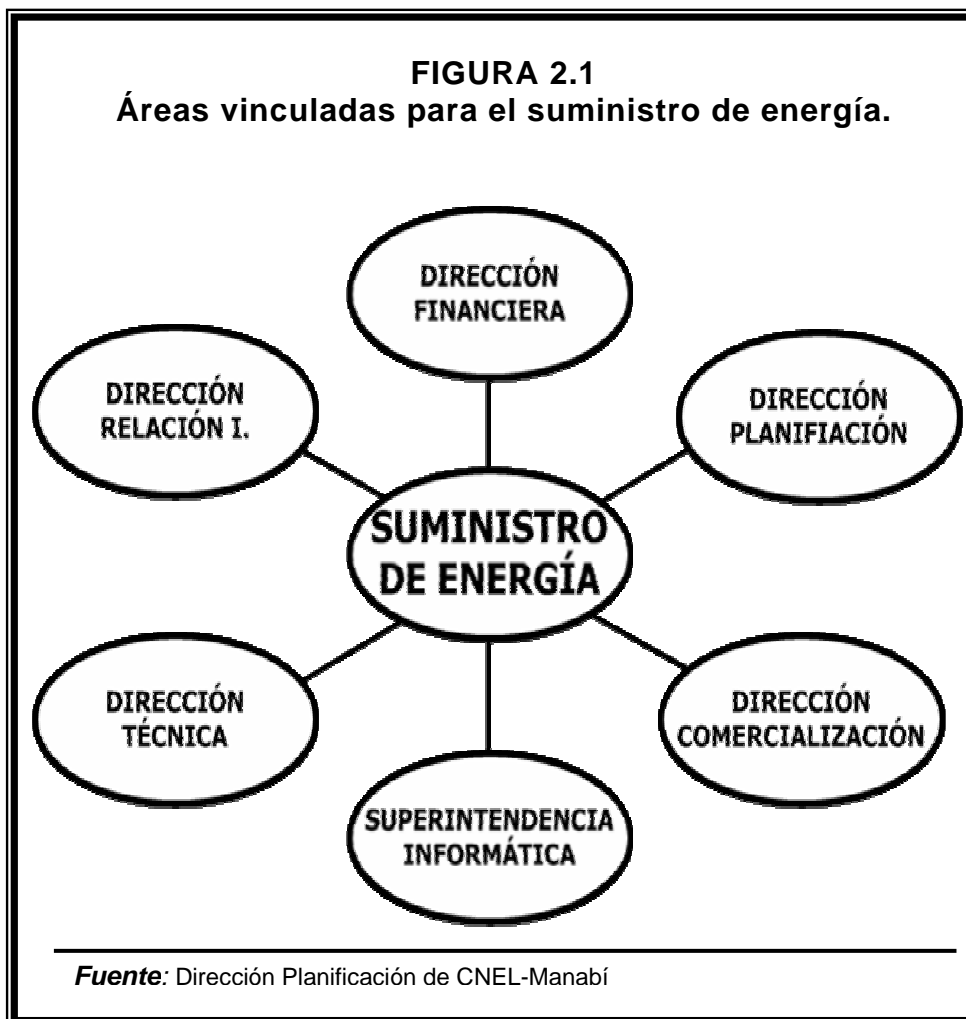 FIGURA 2.1
Áreas vinculadas para el suministro de energía.
DIRECCIÓN
FINANCIERA
DIRECCIÓN
RELACIÓN I.
DIRECCIÓN
PLANIFIACIÓN
SUMINISTRO
DE ENERGÍA
DIRECCIÓN
TÉCNICA
DIRECCIÓN
COMERCIALIZACIÓN
SUPERINTENDENCIA
INFORMÁTICA
Fuente: Dirección Planificación de CNEL-Manabí